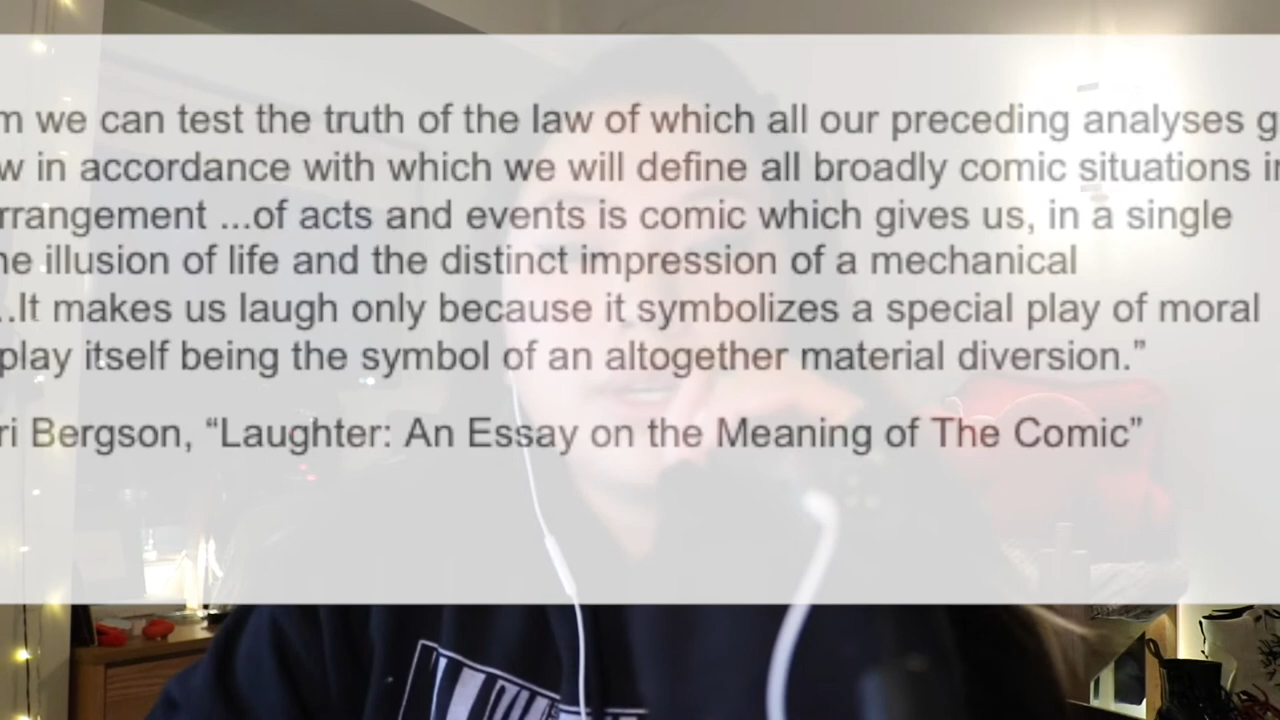 we can test the truth of the law of which all our preceding analyses
in accordance with which we will define all broadly comic situations
...of acts and events is comic which gives us, in a single
illusion of life and the distinct impression of a mechanical
.It makes us laugh only because it symbolizes a special play of moral
play itself being the symbol of an altogether material diversion.”
Bergson, “Laughter: An Essay on the Meaning of The Comic”